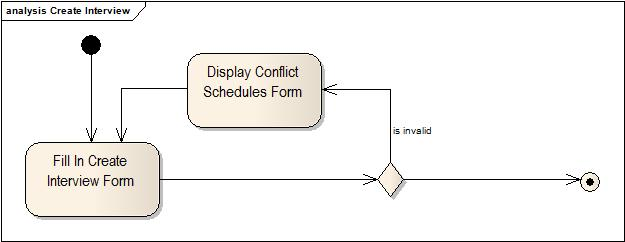 analysis Create Interview
Display Conflict
Schedules Form
is invalid
Fill In Create
Interview Form